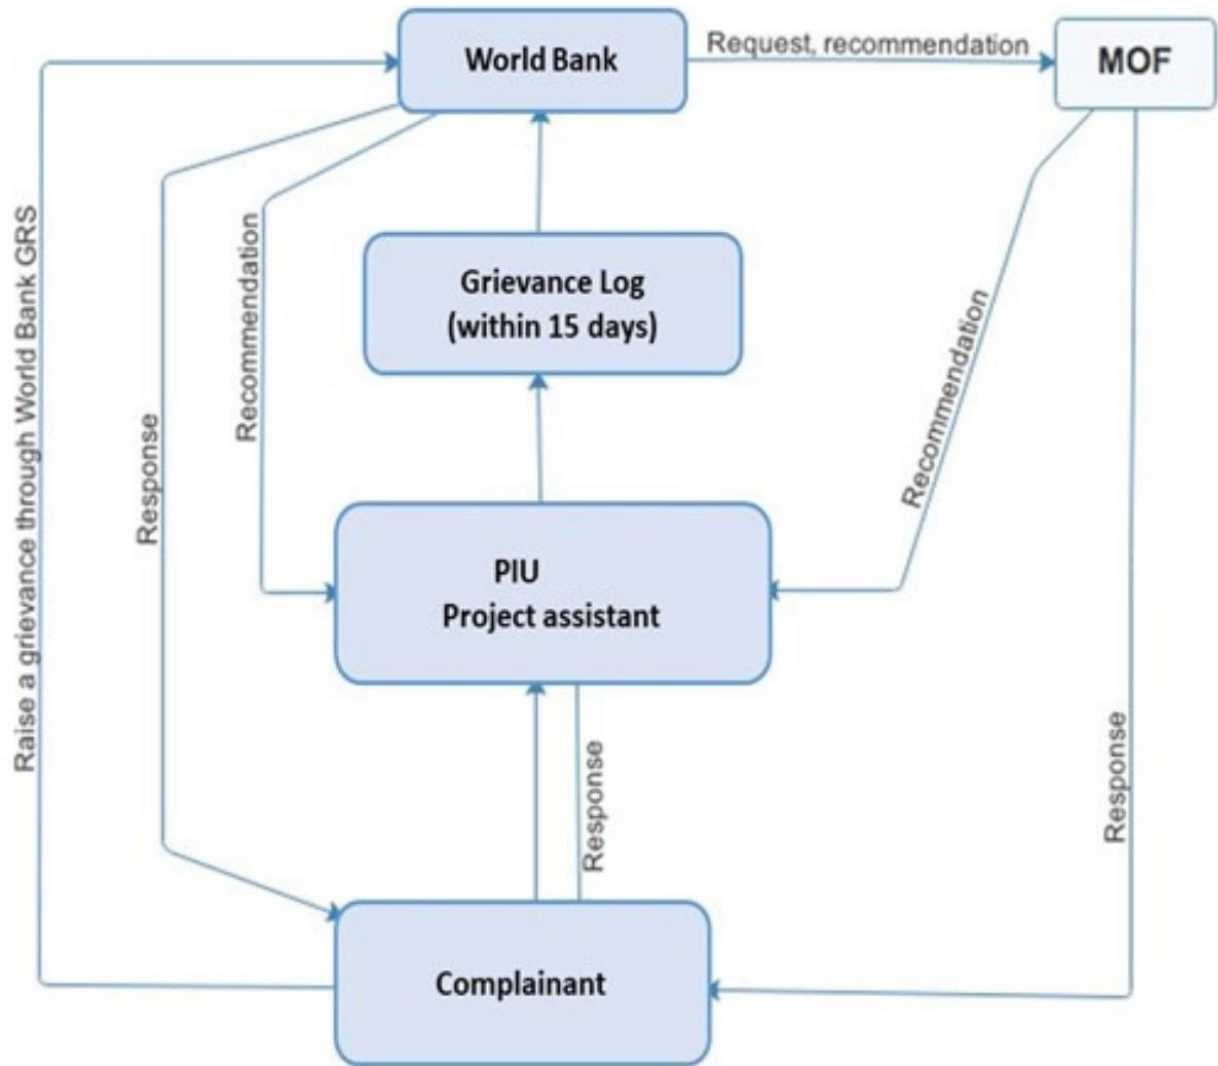 World Bank
Request, recommendation
MOF
Raise a grievance through World Bank GRS
Response
Recommendation
Grievance Log
(within 15 days)
Recommendation
PIU
Project assistant
Response
Response
Complainant